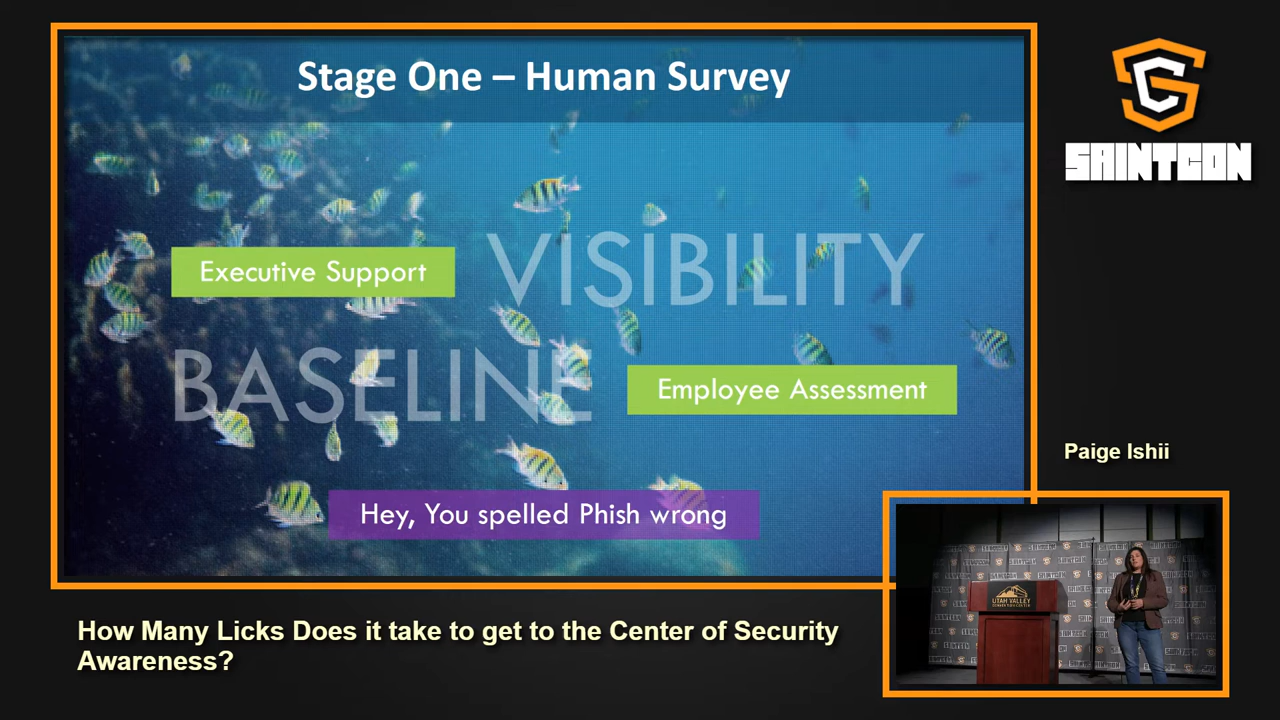 Stage One – Human Survey
Executive Support
VISIBILITY
BASELINE
Employee Assessment
Hey, You spelled Phish wrong
SAINTCON
Paige Ishii
UTAH VALLEY
How Many Licks Does it take to get to the Center of Security
Awareness?